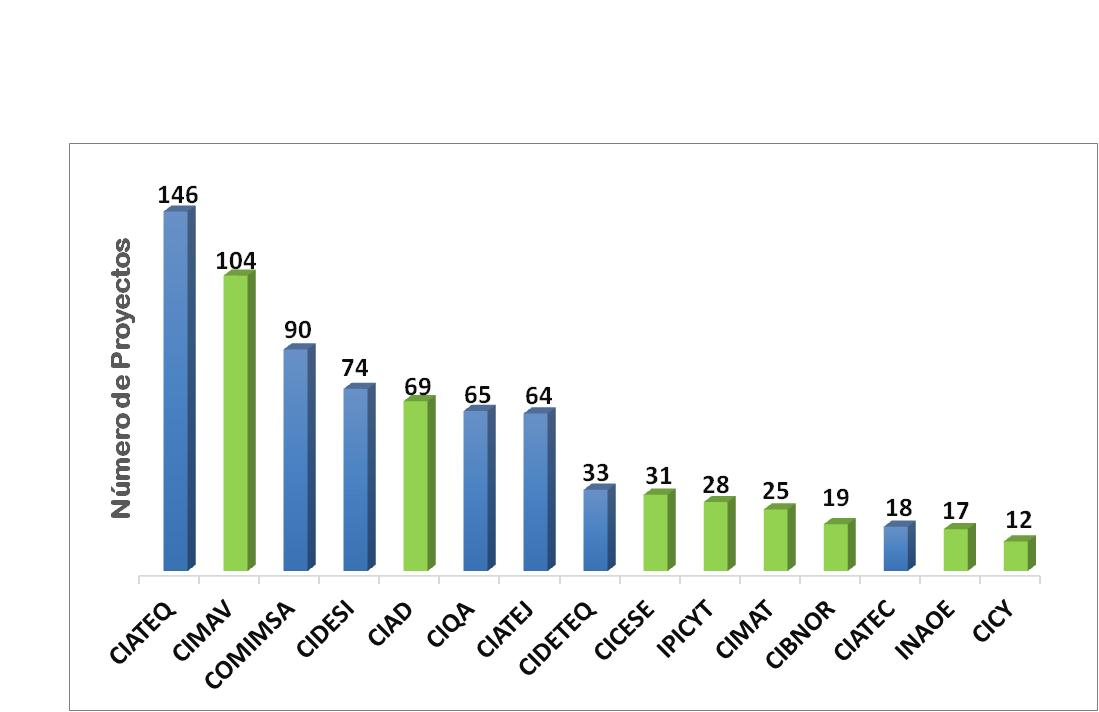 Número de Proyectos
146
104
90
74
69
65
64
33
31
28
25
19
18
17
12
CIATEQ
CIMAV
COMIMSA
CIDESI
CIAD
CIQA
CIATEJ
CIDETEQ
CICESE
IPICYT
CIMAT
CIBNOR
CIATEC
INAOE
CICY